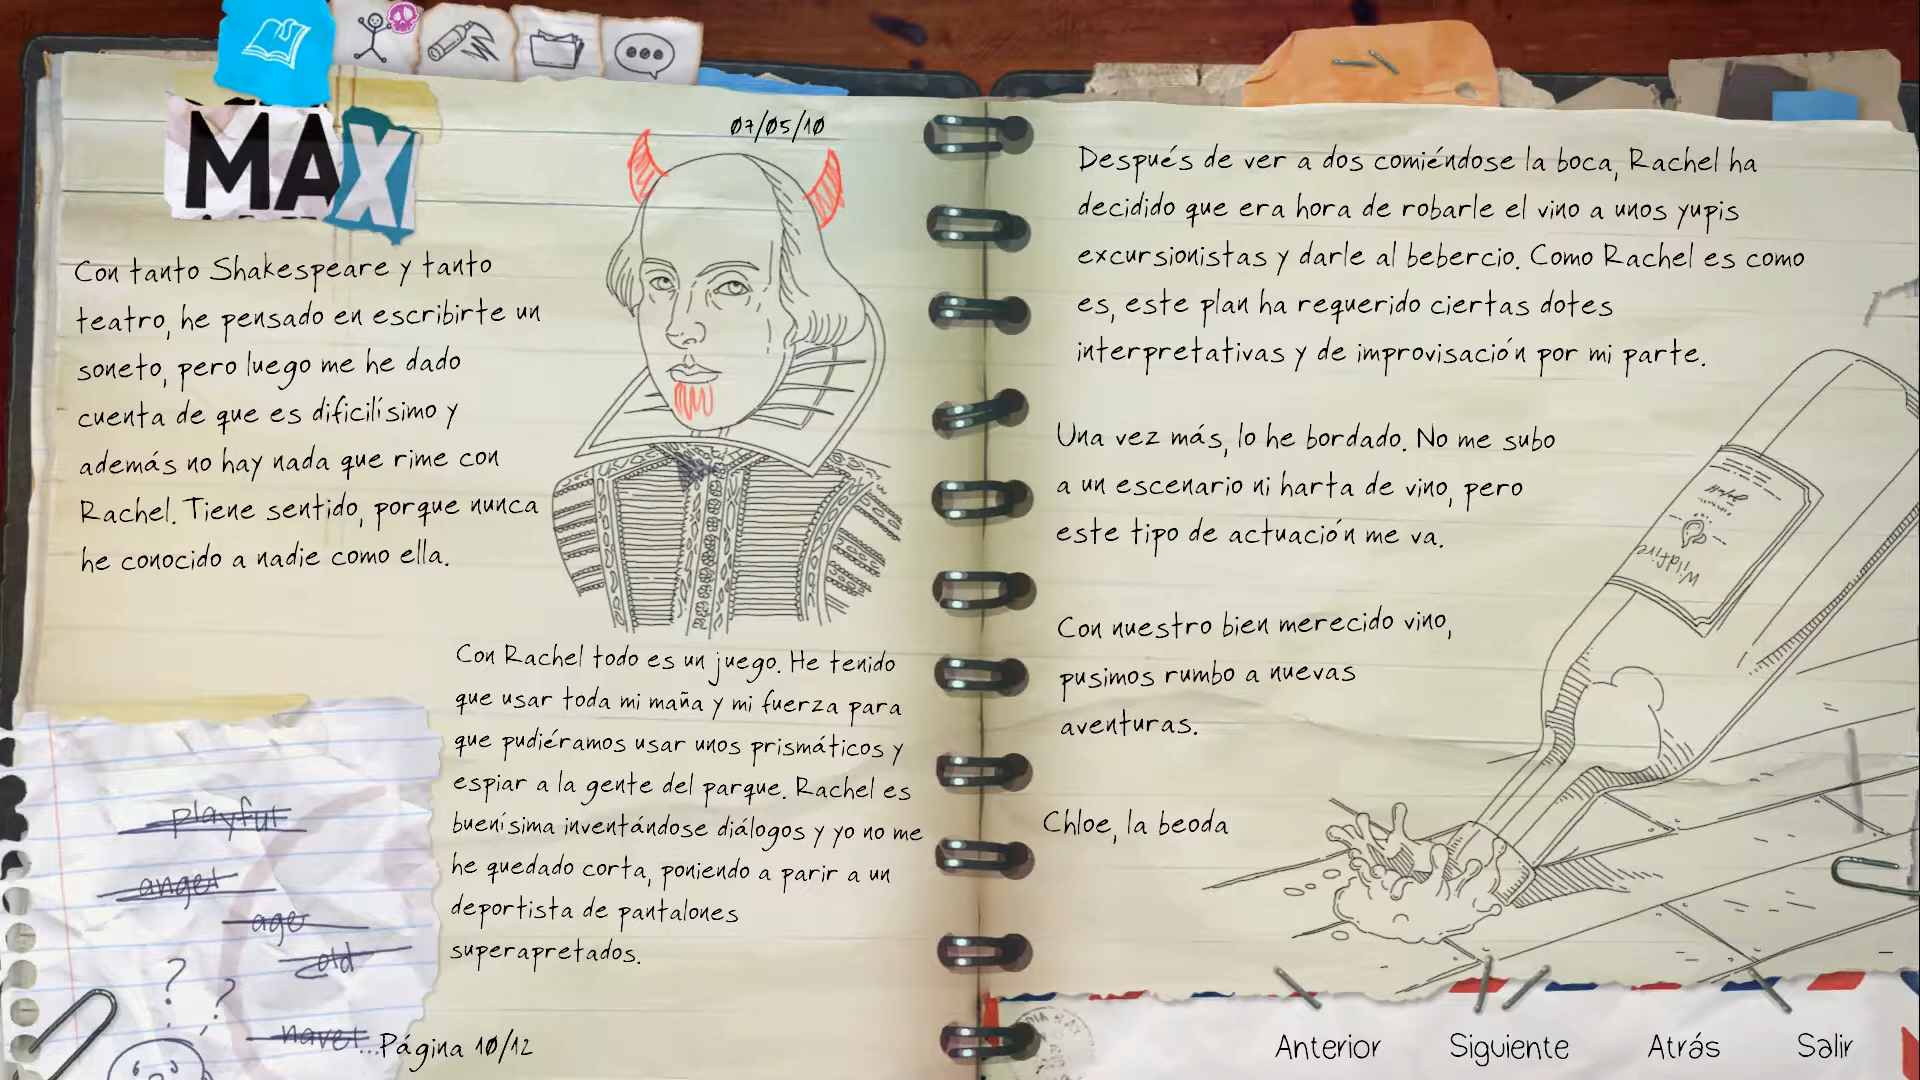 MAX
07/05/10
Con tanto Shakespeare y tanto
teatro, he pensado en escribirte un
soneto, pero luego me he dado
cuenta de que es dificilísimo y
además no hay nada que rime con
Rachel. Tiene sentido, porque nunca
he conocido a nadie como ella.
Con Rachel todo es un juego. He tenido
que usar toda mi maña y mi fuerza para
que pudiéramos usar unos prismáticos y
espiar a la gente del parque. Rachel es
buenísima inventándose diálogos y yo no me
he quedado corta, poniendo a parir a un
deportista de pantalones
superapretados.
playful
angel
age
old
? ?
navel...
Página 10/12
Después de ver a dos comiéndose la boca, Rachel ha
decidido que era hora de robarle el vino a unos yupis
excursionistas y darle al bebercio. Como Rachel es como
es, este plan ha requerido ciertas dotes
interpretativas y de improvisación por mi parte.
Una vez más, lo he bordado. No me subo
a un escenario ni harta de vino, pero
este tipo de actuación me va.
Con nuestro bien merecido vino,
pusimos rumbo a nuevas
aventuras.
Chloe, la beoda
Wildfire
Anterior
Siguiente
Atrás
Salir